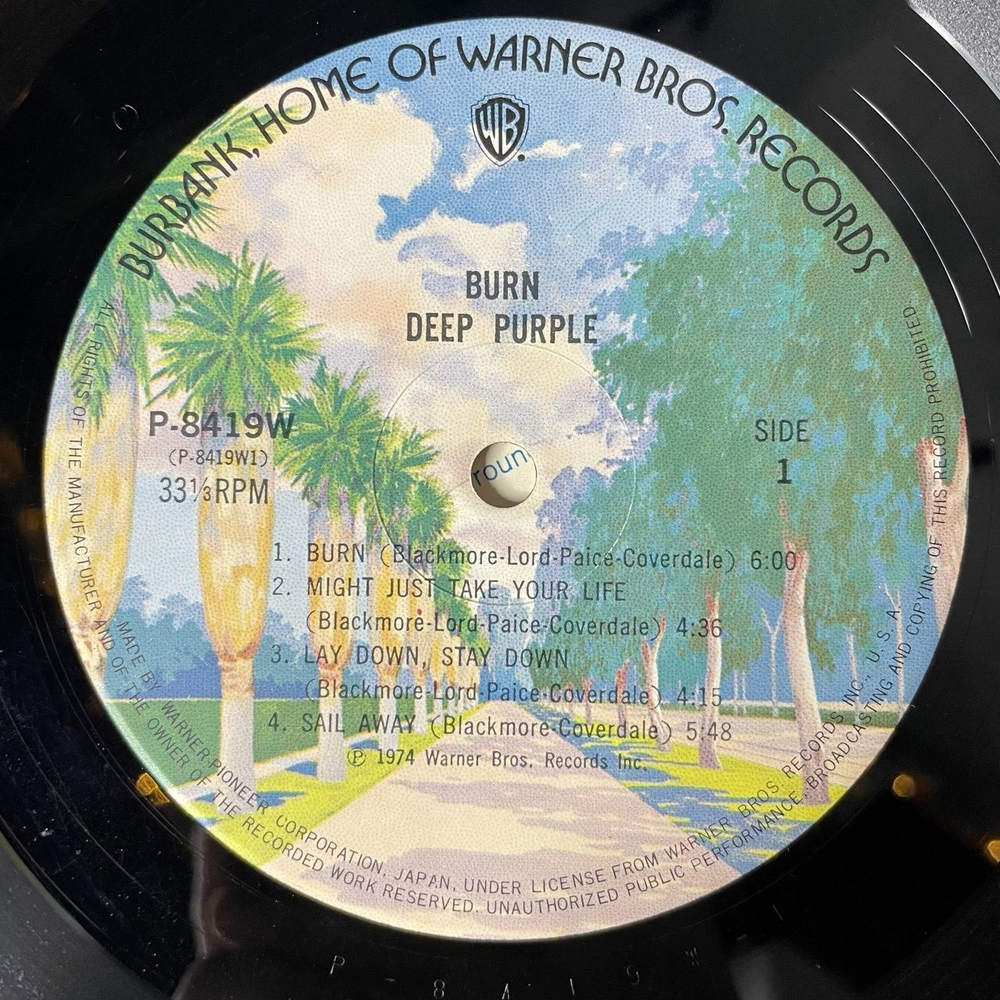 BURBANK, HOME OF WARNER BROS. RECORDS
WB
BURN
DEEP PURPLE
P-8419W
(P-8419W1)
33⅓RPM
SIDE
1
roun
1. BURN (Blackmore-Lord-Paice-Coverdale) 6:00
2. MIGHT JUST TAKE YOUR LIFE
(Blackmore-Lord-Paice-Coverdale) 4:36
3. LAY DOWN, STAY DOWN
(Blackmore-Lord-Paice-Coverdale) 4:15
4. SAIL AWAY (Blackmore-Coverdale) 5:48
℗ 1974 Warner Bros. Records Inc.
MADE BY WARNER-PIONEER CORPORATION, JAPAN, UNDER LICENSE FROM WARNER BROS. RECORDS INC., U.S.A.
ALL RIGHTS OF THE MANUFACTURER AND OF THE OWNER OF THE RECORDED WORK RESERVED. UNAUTHORIZED PUBLIC PERFORMANCE, BROADCASTING AND COPYING OF THIS RECORD PROHIBITED
P-8419W